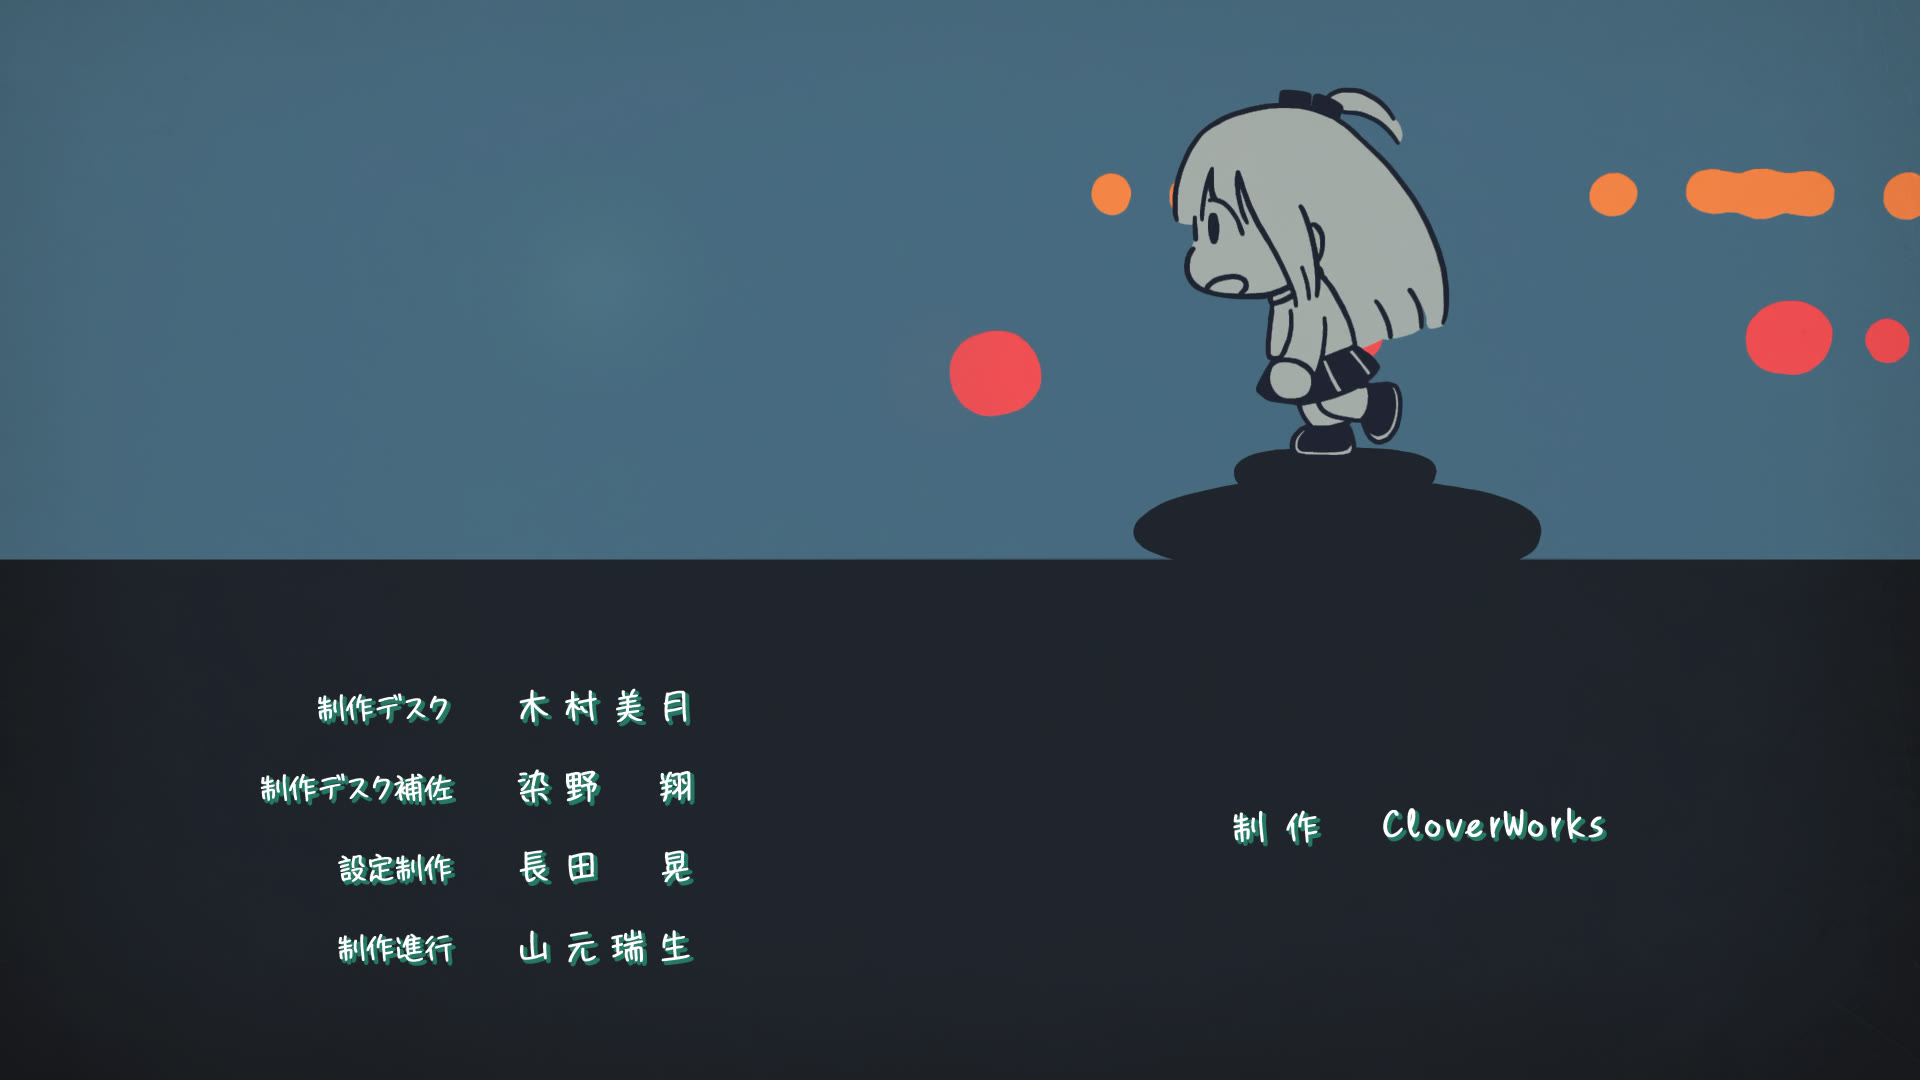 制作デスク 木村美月
制作デスク補佐 染野 翔
設定制作 長田 晃
制作進行 山元瑞生
制作 CloverWorks